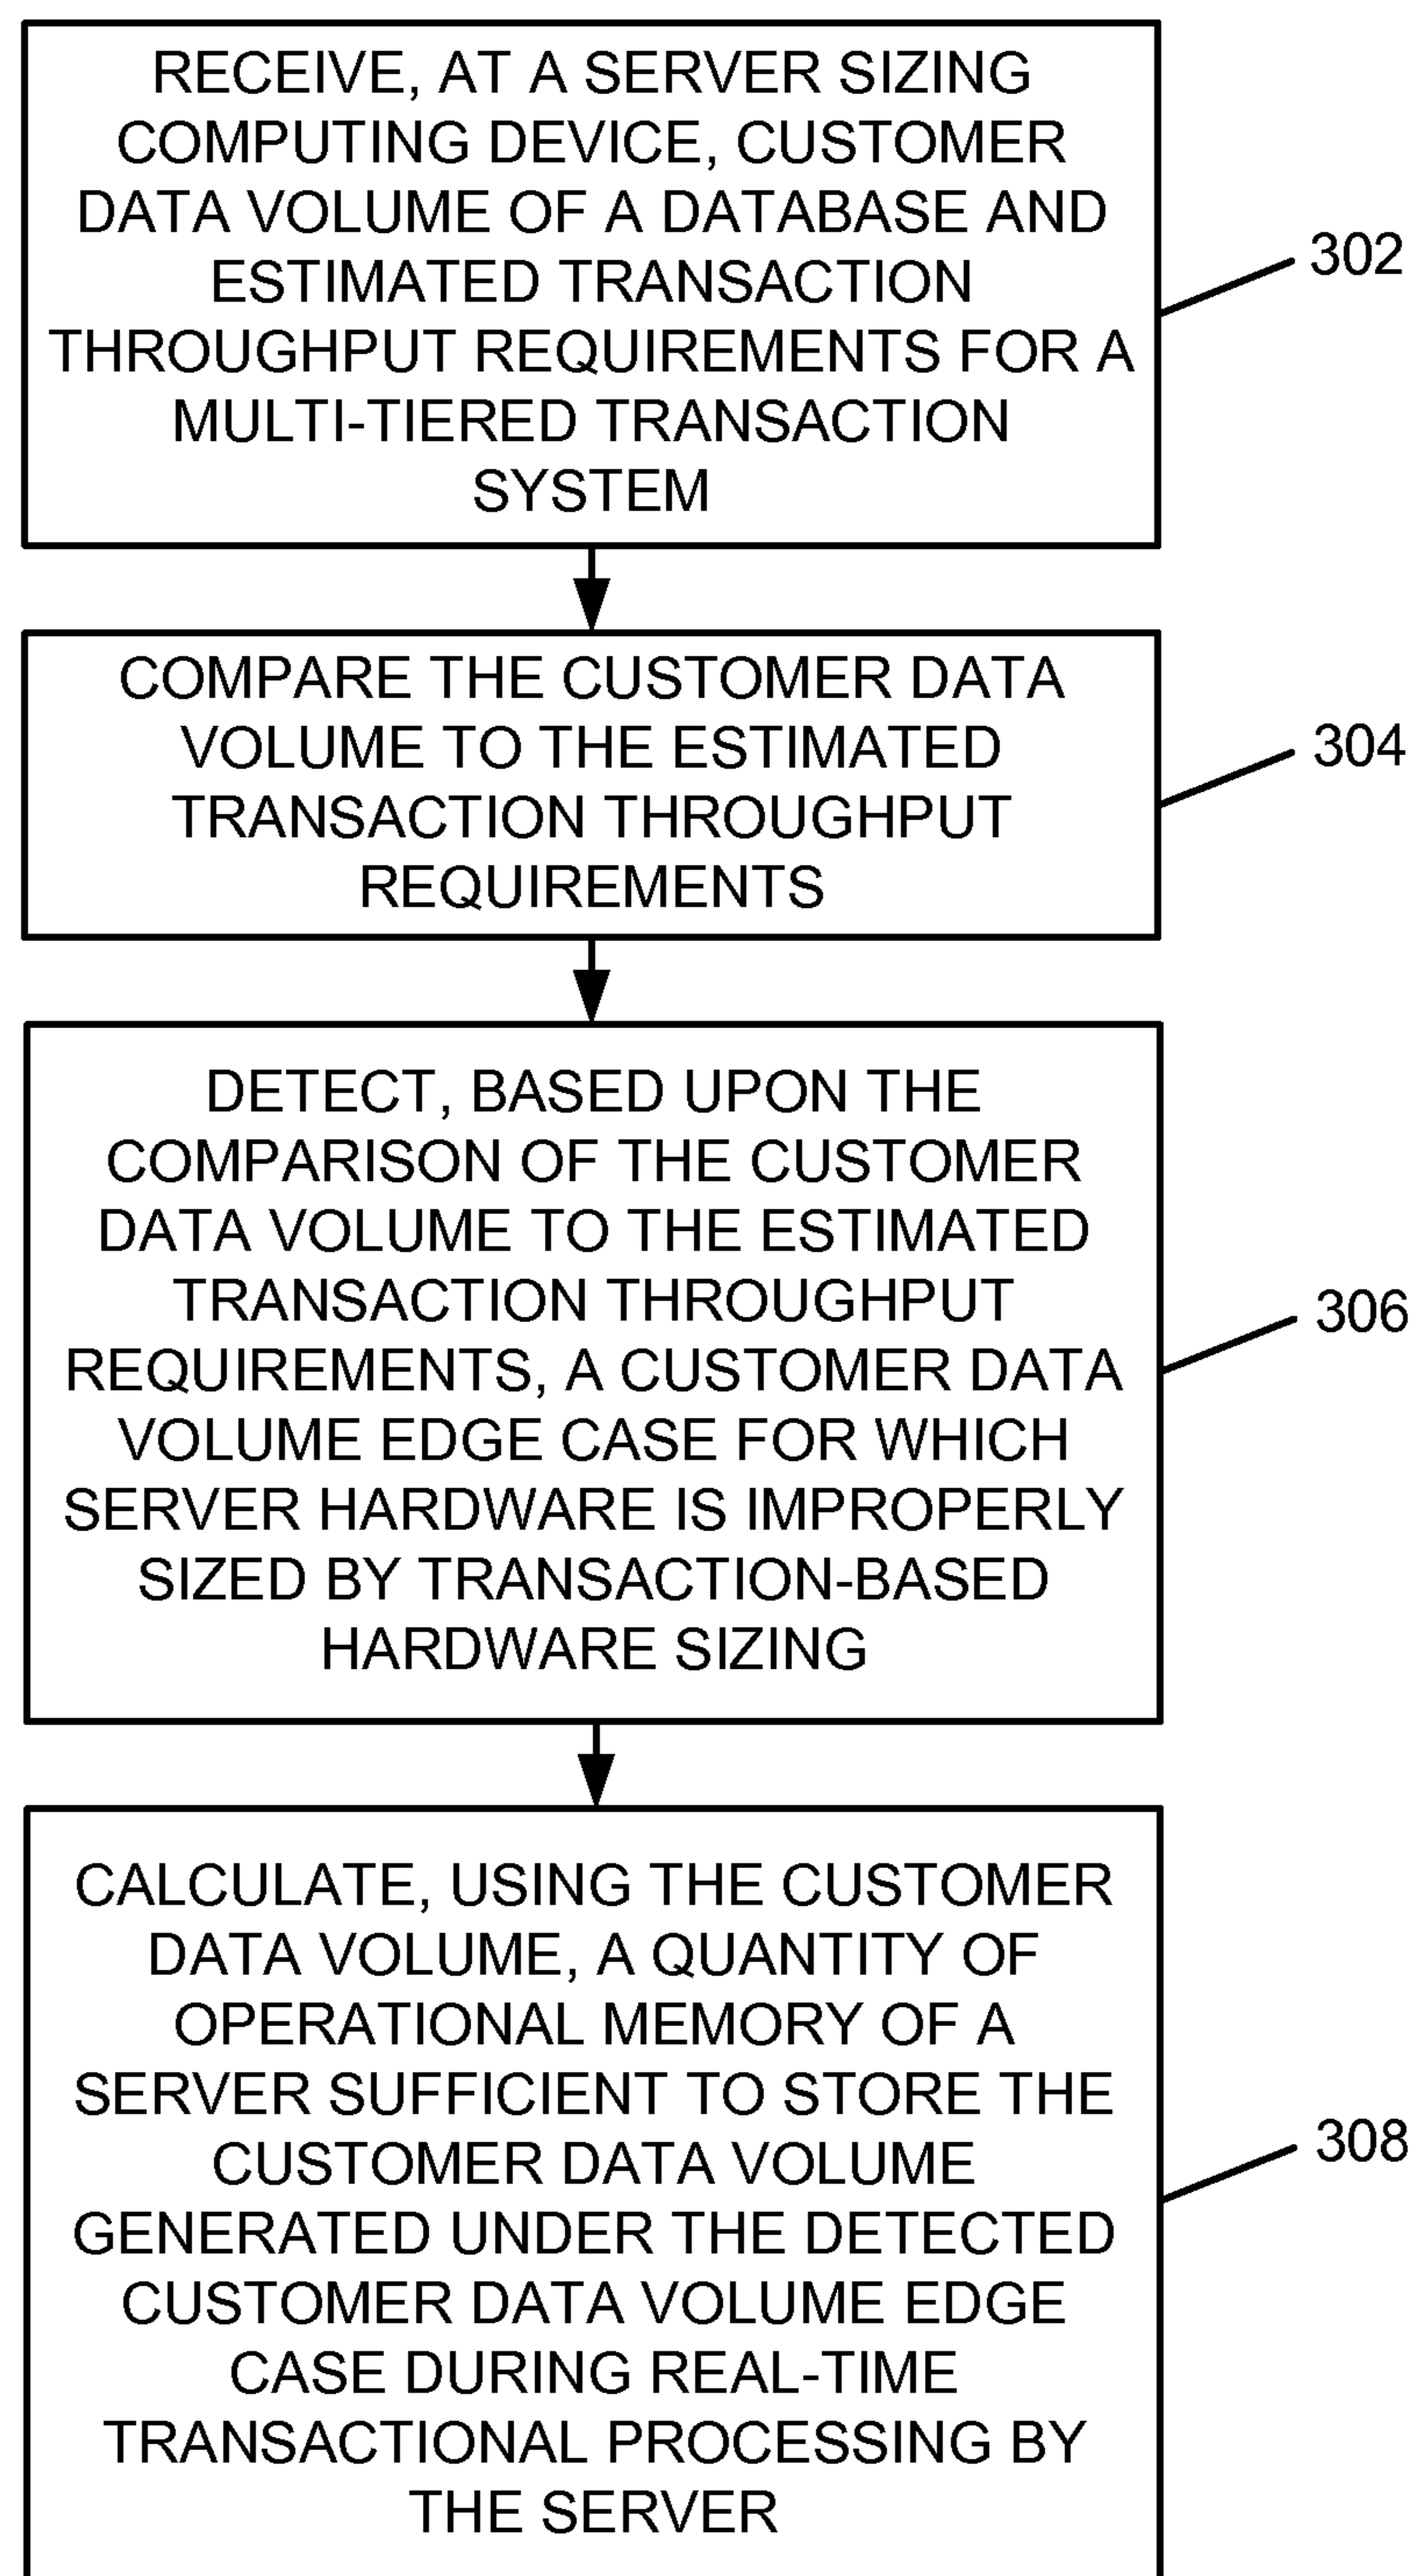 RECEIVE, AT A SERVER SIZING
COMPUTING DEVICE, CUSTOMER
DATA VOLUME OF A DATABASE AND
ESTIMATED TRANSACTION
THROUGHPUT REQUIREMENTS FOR A
MULTI-TIERED TRANSACTION
SYSTEM
302
COMPARE THE CUSTOMER DATA
VOLUME TO THE ESTIMATED
TRANSACTION THROUGHPUT
REQUIREMENTS
304
DETECT, BASED UPON THE
COMPARISON OF THE CUSTOMER
DATA VOLUME TO THE ESTIMATED
TRANSACTION THROUGHPUT
REQUIREMENTS, A CUSTOMER DATA
VOLUME EDGE CASE FOR WHICH
SERVER HARDWARE IS IMPROPERLY
SIZED BY TRANSACTION-BASED
HARDWARE SIZING
306
CALCULATE, USING THE CUSTOMER
DATA VOLUME, A QUANTITY OF
OPERATIONAL MEMORY OF A
SERVER SUFFICIENT TO STORE THE
CUSTOMER DATA VOLUME
GENERATED UNDER THE DETECTED
CUSTOMER DATA VOLUME EDGE
CASE DURING REAL-TIME
TRANSACTIONAL PROCESSING BY
THE SERVER
308